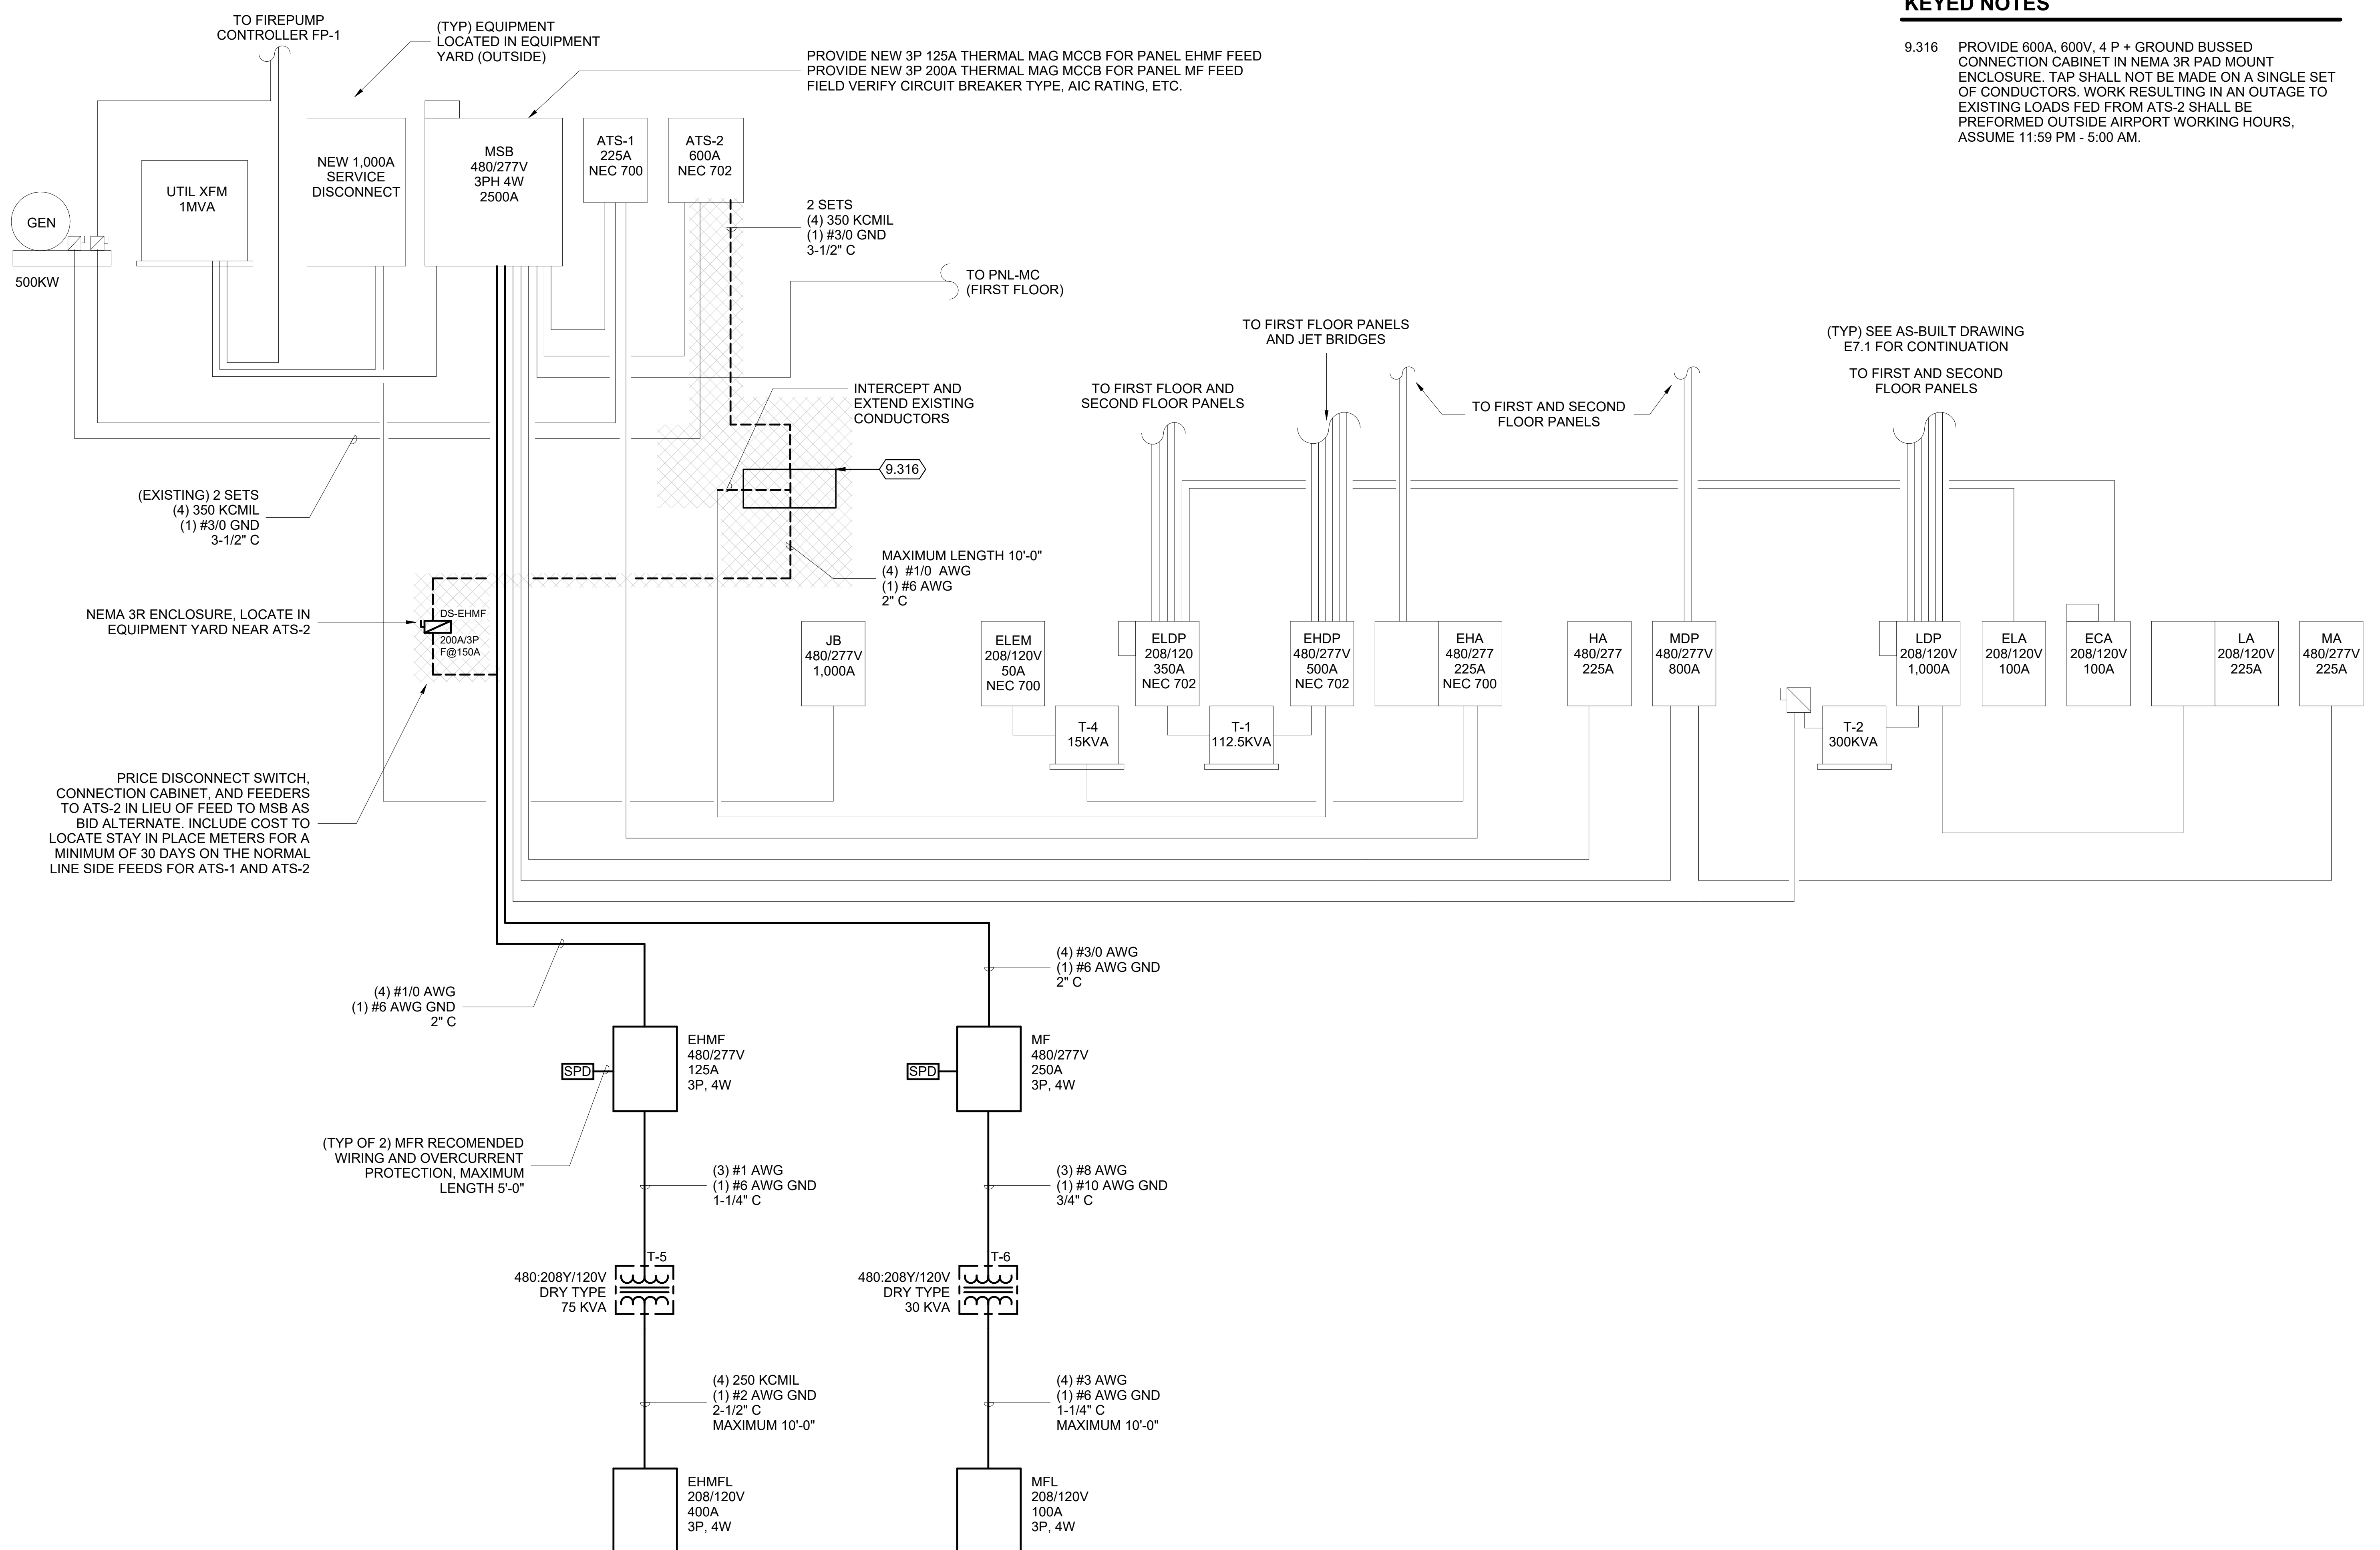 KEYED NOTES
9.316 PROVIDE 600A, 600V, 4 P + GROUND BUSSED
CONNECTION CABINET IN NEMA 3R PAD MOUNT
ENCLOSURE. TAP SHALL NOT BE MADE ON A SINGLE SET
OF CONDUCTORS. WORK RESULTING IN AN OUTAGE TO
EXISTING LOADS FED FROM ATS-2 SHALL BE
PREFORMED OUTSIDE AIRPORT WORKING HOURS,
ASSUME 11:59 PM - 5:00 AM.
TO FIREPUMP
CONTROLLER FP-1
(TYP) EQUIPMENT
LOCATED IN EQUIPMENT
YARD (OUTSIDE)
PROVIDE NEW 3P 125A THERMAL MAG MCCB FOR PANEL EHMF FEED
PROVIDE NEW 3P 200A THERMAL MAG MCCB FOR PANEL MF FEED
FIELD VERIFY CIRCUIT BREAKER TYPE, AIC RATING, ETC.
GEN
500KW
UTIL XFM
1MVA
NEW 1,000A
SERVICE
DISCONNECT
MSB
480/277V
3PH 4W
2500A
ATS-1
225A
NEC 700
ATS-2
600A
NEC 702
2 SETS
(4) 350 KCMIL
(1) #3/0 GND
3-1/2" C
TO PNL-MC
(FIRST FLOOR)
TO FIRST FLOOR PANELS
AND JET BRIDGES
(TYP) SEE AS-BUILT DRAWING
E7.1 FOR CONTINUATION
TO FIRST AND SECOND
FLOOR PANELS
INTERCEPT AND
EXTEND EXISTING
CONDUCTORS
TO FIRST FLOOR AND
SECOND FLOOR PANELS
TO FIRST AND SECOND
FLOOR PANELS
9.316
(EXISTING) 2 SETS
(4) 350 KCMIL
(1) #3/0 GND
3-1/2" C
MAXIMUM LENGTH 10'-0"
(4) #1/0 AWG
(1) #6 AWG
2" C
NEMA 3R ENCLOSURE, LOCATE IN
EQUIPMENT YARD NEAR ATS-2
DS-EHMF
200A/3P
F@150A
JB
480/277V
1,000A
ELEM
208/120V
50A
NEC 700
ELDP
208/120
350A
NEC 702
EHDP
480/277V
500A
NEC 702
EHA
480/277
225A
NEC 700
HA
480/277
225A
MDP
480/277V
800A
LDP
208/120V
1,000A
ELA
208/120V
100A
ECA
208/120V
100A
LA
208/120V
225A
MA
480/277V
225A
T-4
15KVA
T-1
112.5KVA
T-2
300KVA
PRICE DISCONNECT SWITCH,
CONNECTION CABINET, AND FEEDERS
TO ATS-2 IN LIEU OF FEED TO MSB AS
BID ALTERNATE. INCLUDE COST TO
LOCATE STAY IN PLACE METERS FOR A
MINIMUM OF 30 DAYS ON THE NORMAL
LINE SIDE FEEDS FOR ATS-1 AND ATS-2
(4) #1/0 AWG
(1) #6 AWG GND
2" C
(4) #3/0 AWG
(1) #6 AWG GND
2" C
SPD
EHMF
480/277V
125A
3P, 4W
SPD
MF
480/277V
250A
3P, 4W
(TYP OF 2) MFR RECOMENDED
WIRING AND OVERCURRENT
PROTECTION, MAXIMUM
LENGTH 5'-0"
(3) #1 AWG
(1) #6 AWG GND
1-1/4" C
(3) #8 AWG
(1) #10 AWG GND
3/4" C
T-5
480:208Y/120V
DRY TYPE
75 KVA
T-6
480:208Y/120V
DRY TYPE
30 KVA
(4) 250 KCMIL
(1) #2 AWG GND
2-1/2" C
MAXIMUM 10'-0"
(4) #3 AWG
(1) #6 AWG GND
1-1/4" C
MAXIMUM 10'-0"
EHMFL
208/120V
400A
3P, 4W
MFL
208/120V
100A
3P, 4W